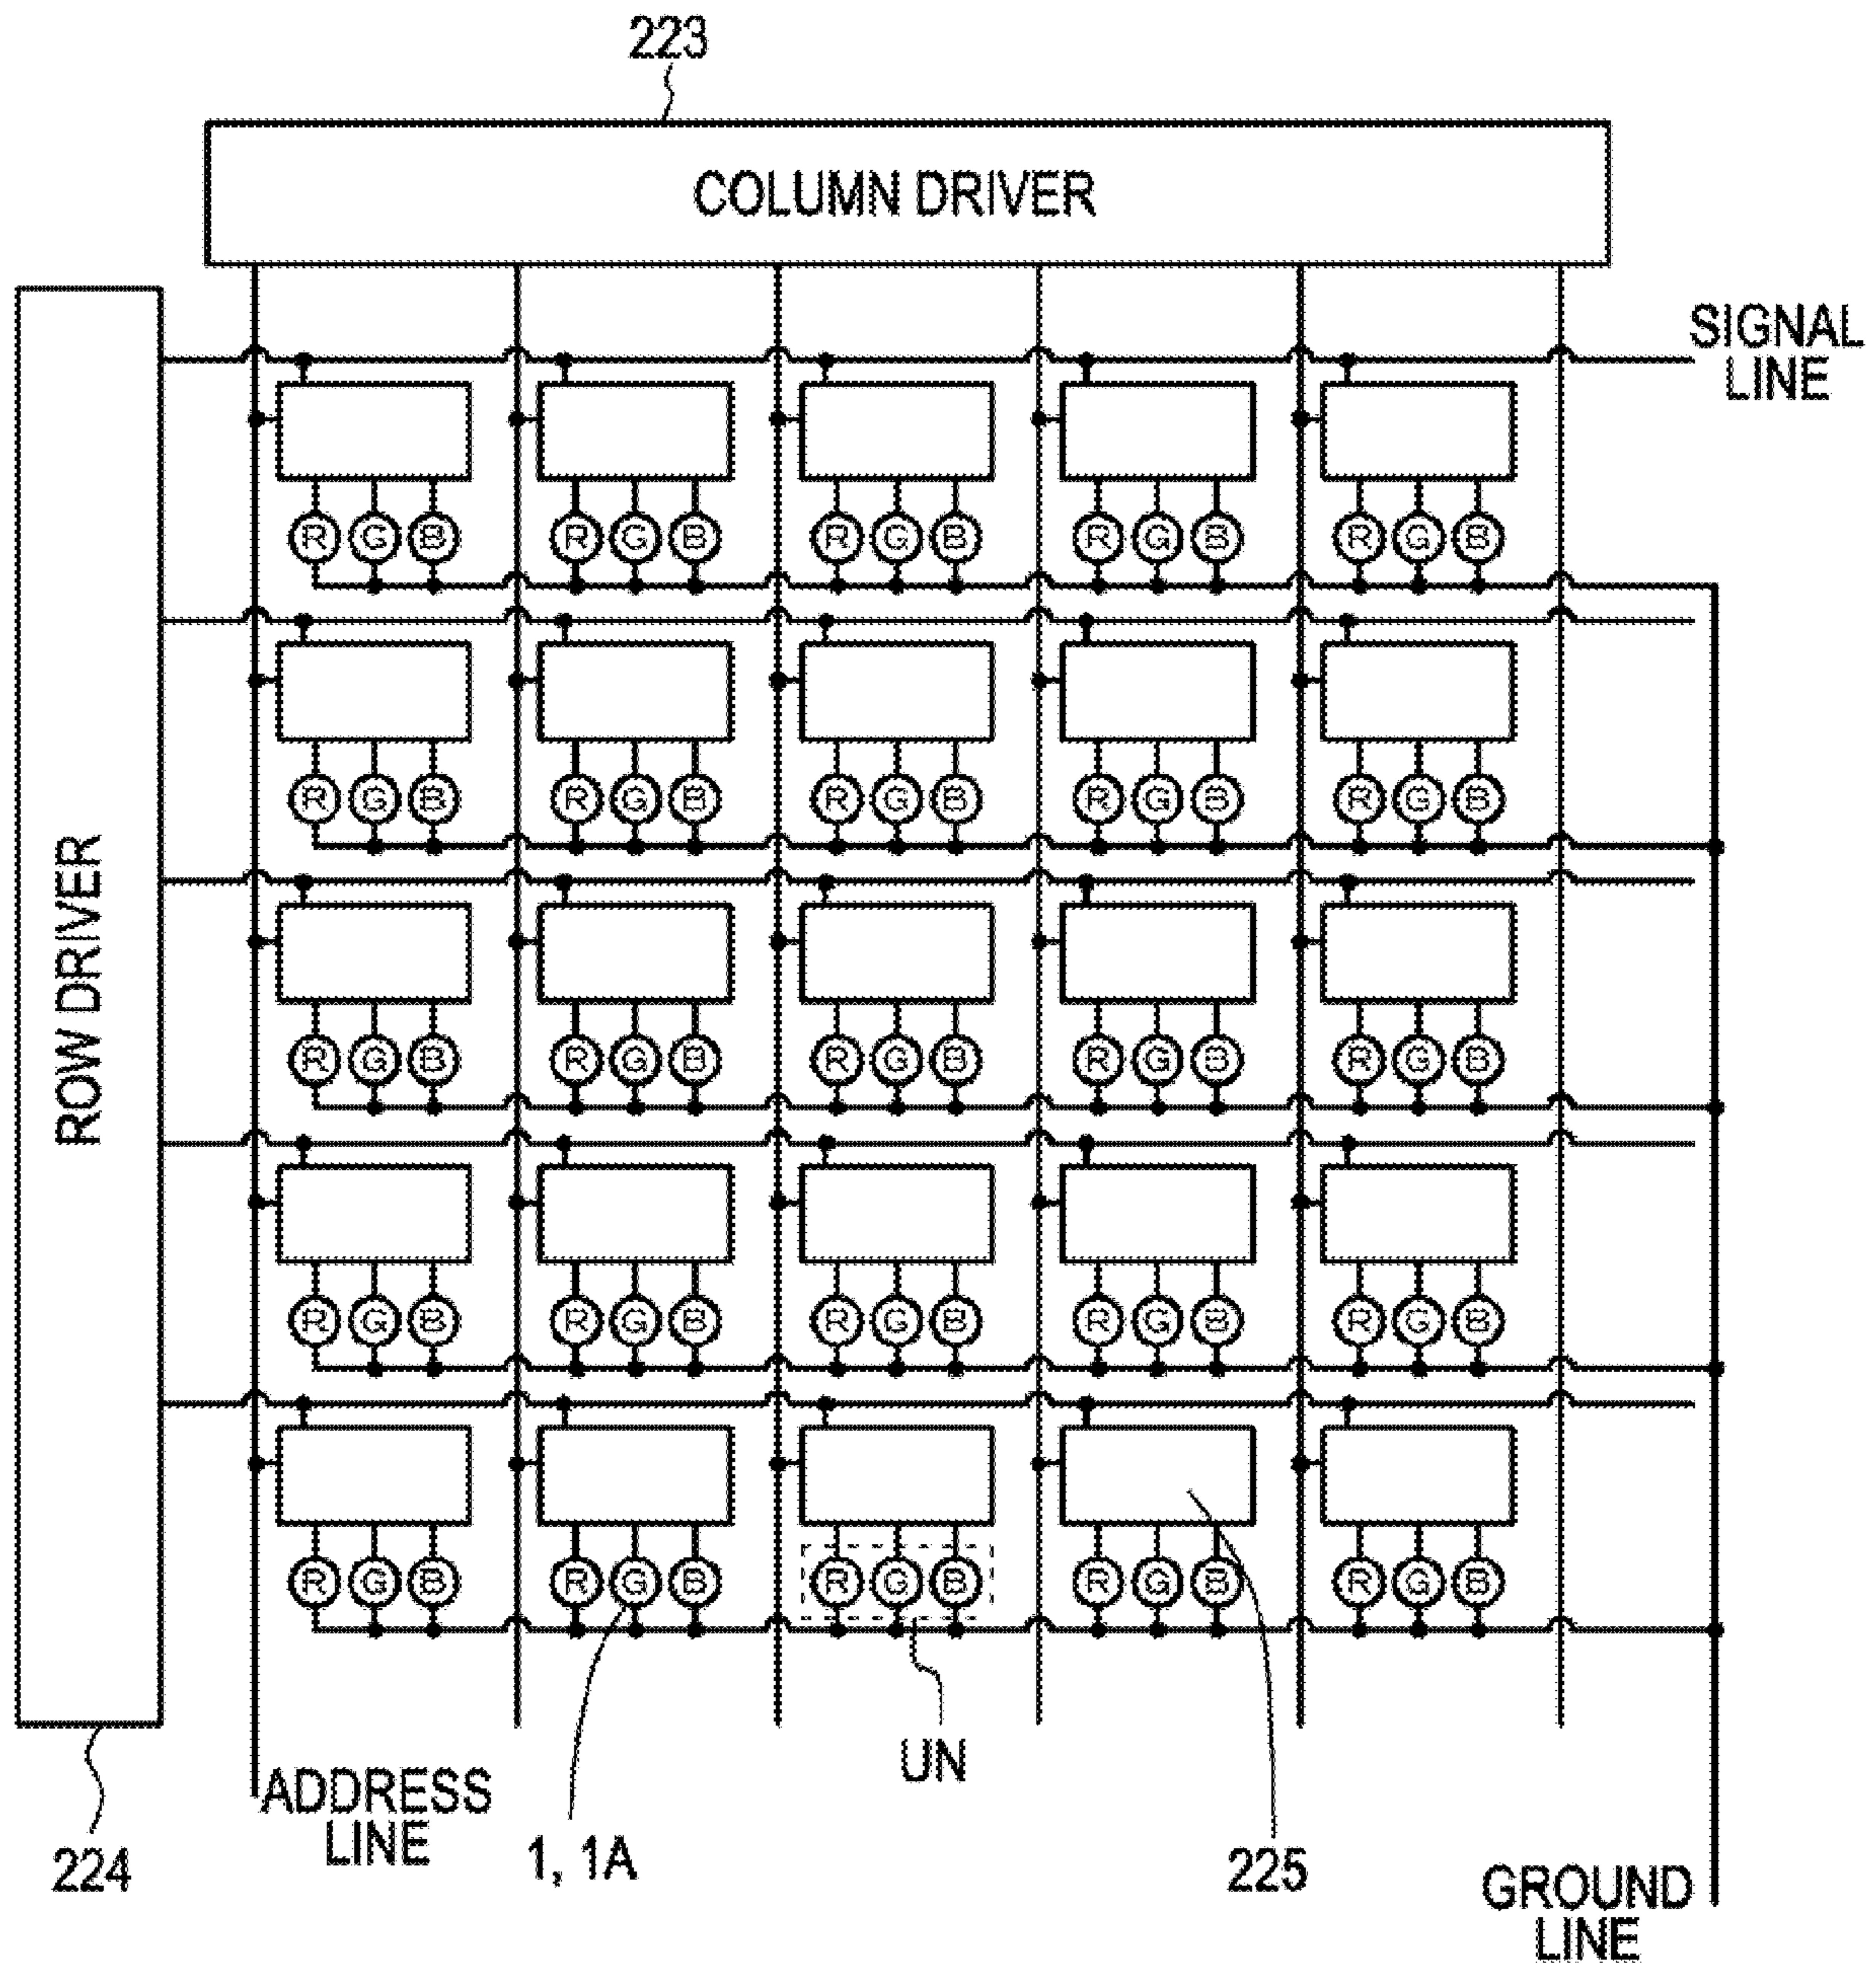 223
COLUMN DRIVER
SIGNAL
LINE
R G B R G B R G B R G B R G B
R G B R G B R G B R G B R G B
ROW DRIVER
R G B R G B R G B R G B R G B
R G B R G B R G B R G B R G B
R G B R G B R G B R G B R G B
UN
ADDRESS
LINE
224
1, 1A
225
GROUND
LINE